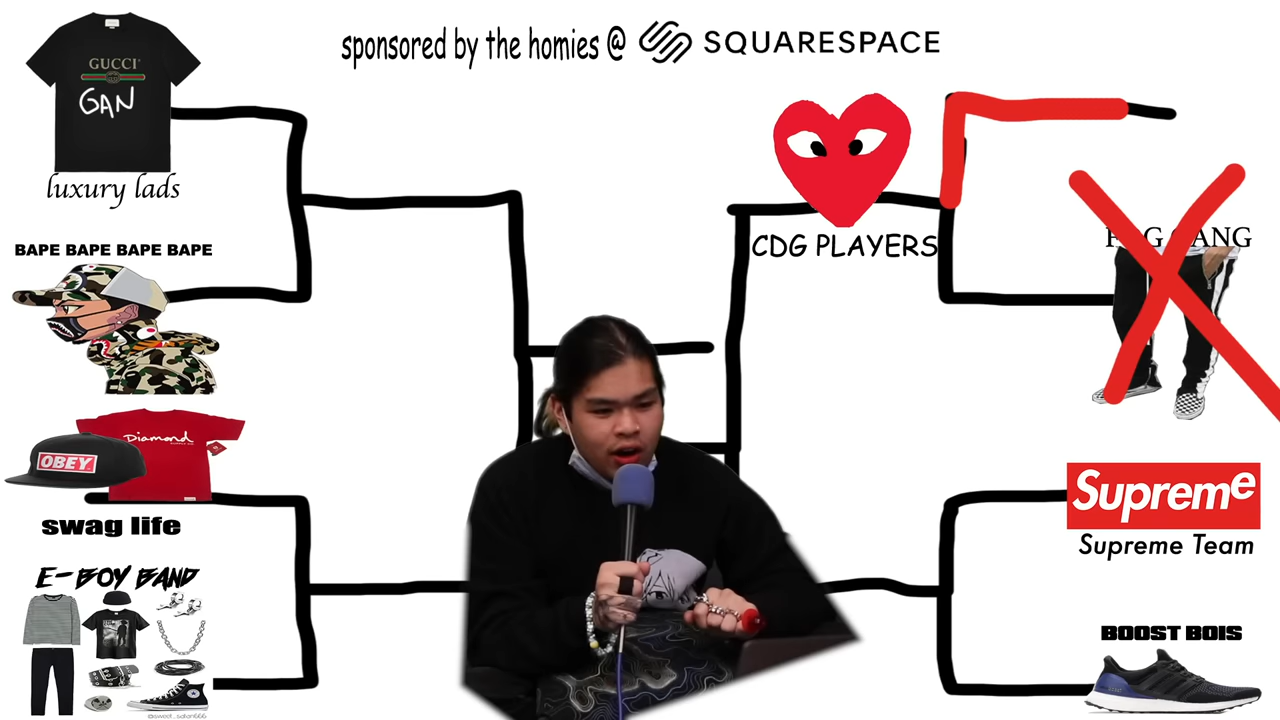 sponsored by the homies @ SQUARESPACE
GUCCI
GAN
luxury lads
BAPE BAPE BAPE BAPE
OBEY
Diamond
swag life
E-BOY BAND
@sweet_satan666
CDG PLAYERS
Supreme
Supreme Team
BOOST BOIS